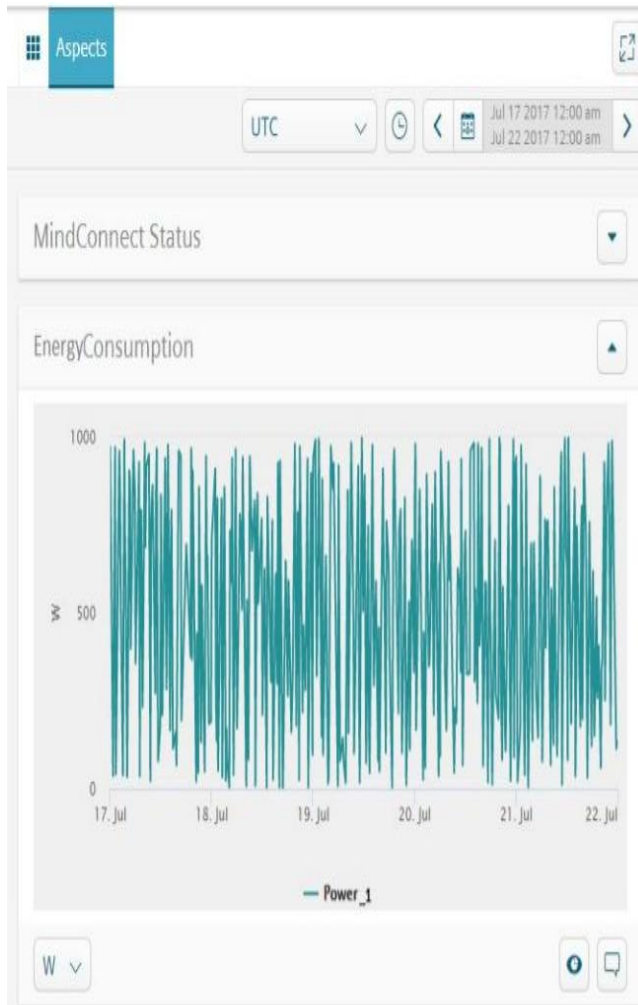 Aspects
UTC
Jul 17 2017 12:00 am
Jul 22 2017 12:00 am
MindConnect Status
EnergyConsumption
1000
W
500
0
17. Jul
18. Jul
19. Jul
20. Jul
21. Jul
22. Jul
Power_1
W